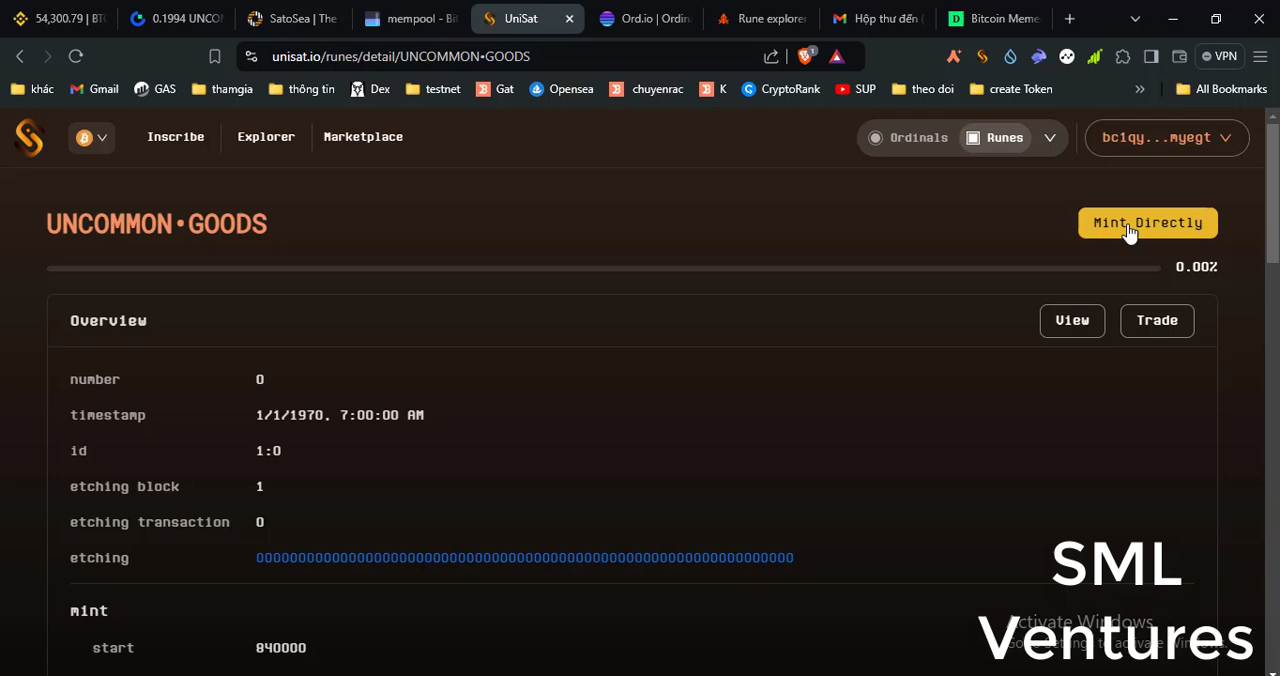 54,300.79 | BT
0.1994 UNCO
SatoSea | The
mempool - Bi
UniSat
Ord.io | Ordin
Rune explorer
Hộp thư đến (
Bitcoin Meme
unisat.io/runes/detail/UNCOMMON•GOODS
1
VPN
khác
Gmail
GAS
thamgia
thông tin
Dex
testnet
Gat
Opensea
chuyenrac
K
CryptoRank
SUP
theo doi
create Token
»
All Bookmarks
Inscribe
Explorer
Marketplace
Ordinals
Runes
bc1qy...myegt
UNCOMMON•GOODS
Mint Directly
0.00%
Overview
View
Trade
number 0
timestamp 1/1/1970, 7:00:00 AM
id 1:0
etching block 1
etching transaction 0
etching 0000000000000000000000000000000000000000000000000000000000000000
mint
start 840000
SML
Ventures
Activate Windows